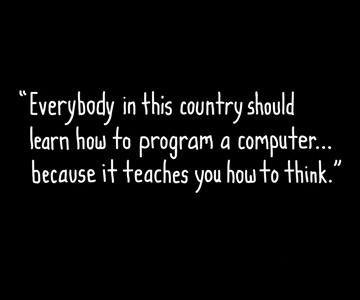 “Everybody in this country should
learn how to program a computer...
because it teaches you how to think.”